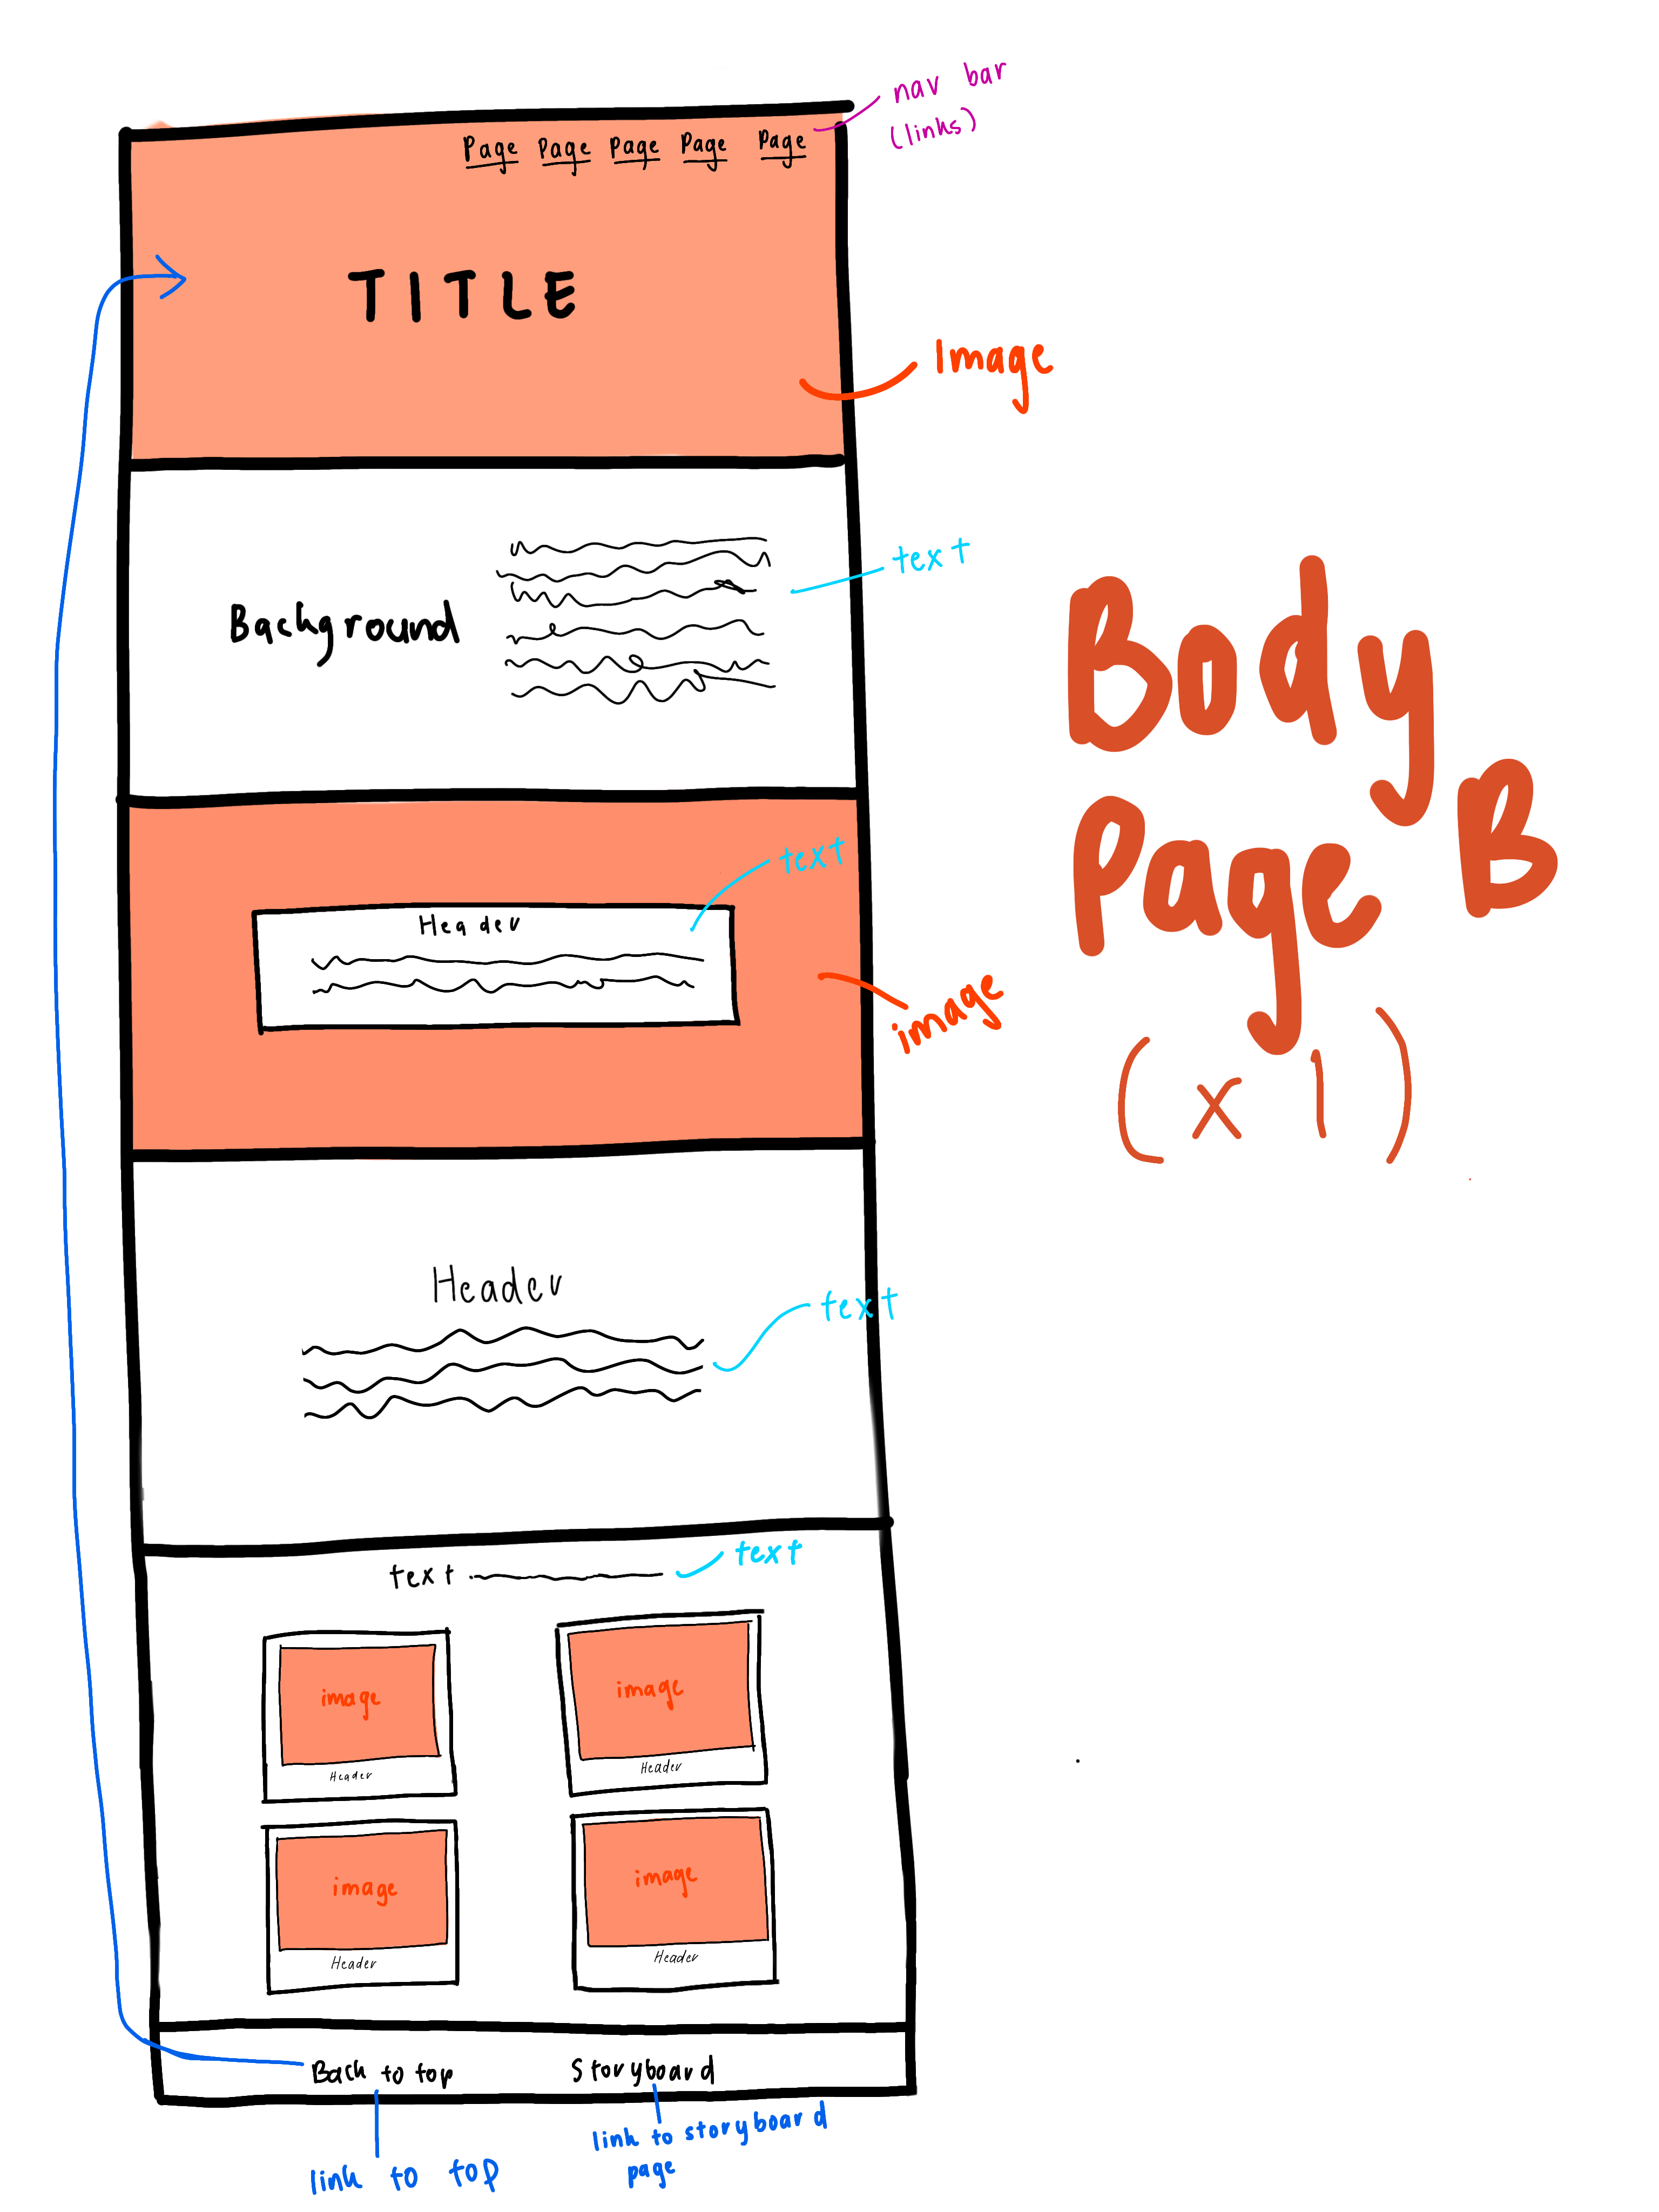 nav bar
(links)
Page Page Page Page Page
TITLE
Image
text
Background
Body
Page B
(x1)
text
Header
image
Header
text
text
text
image
Header
image
Header
image
Header
image
Header
Back to top
Storyboard
link to storyboard
page
link to top